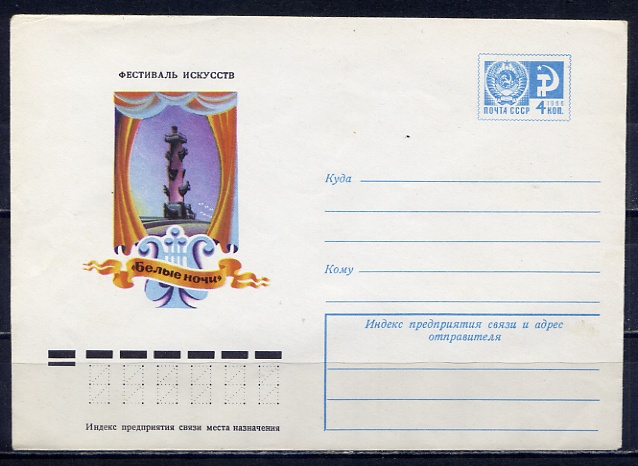 ФЕСТИВАЛЬ ИСКУССТВ
«Белые ночи»
1966
ПОЧТА СССР 4 КОП.
Куда
Кому
Индекс предприятия связи и адрес
отправителя
Индекс предприятия связи места назначения